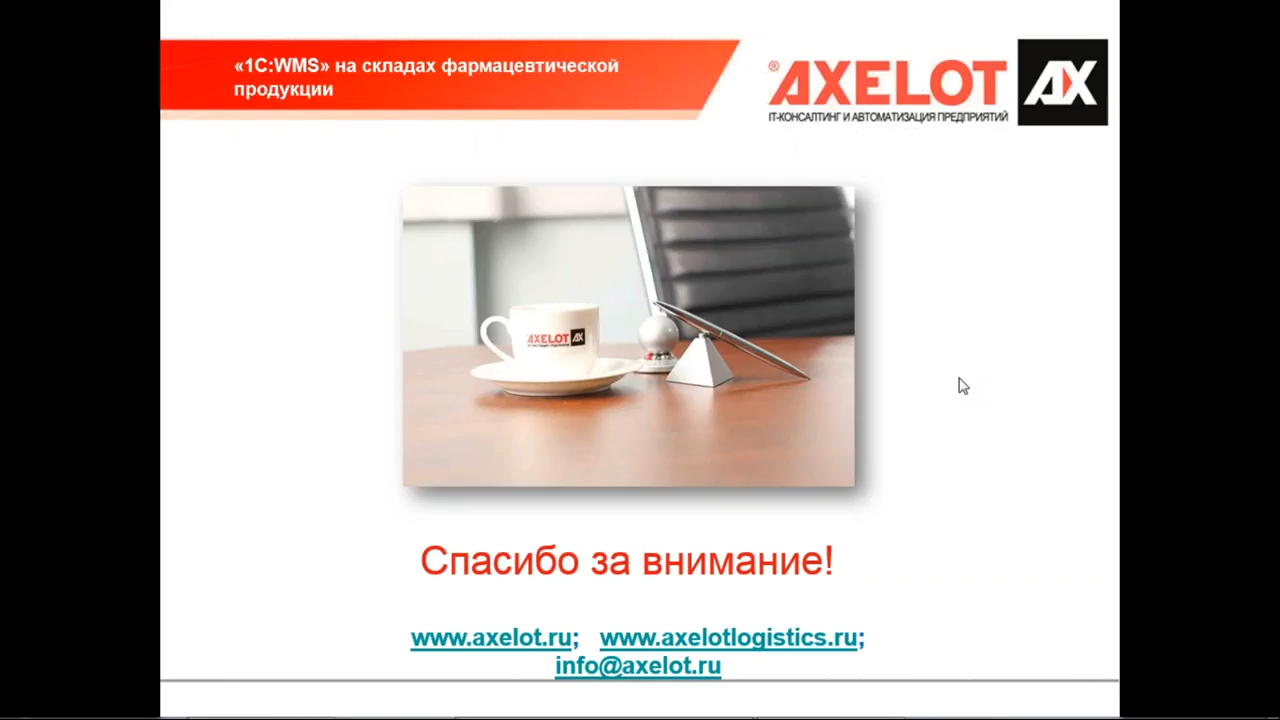 «1С:WMS» на складах фармацевтической
продукции
®AXELOT AX
IT-КОНСАЛТИНГ И АВТОМАТИЗАЦИЯ ПРЕДПРИЯТИЙ
AXELOT AX
Спасибо за внимание!
www.axelot.ru; www.axelotlogistics.ru;
info@axelot.ru